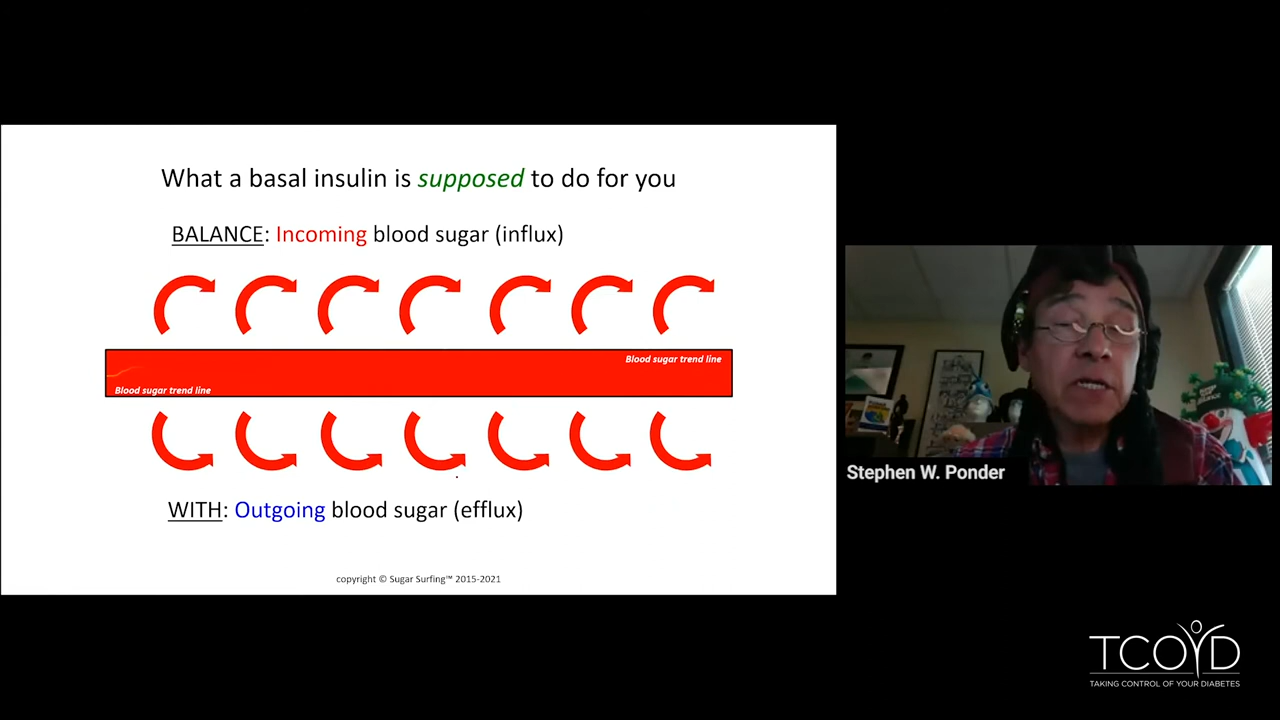 What a basal insulin is supposed to do for you
BALANCE: Incoming blood sugar (influx)
Blood sugar trend line
Blood sugar trend line
WITH: Outgoing blood sugar (efflux)
copyright © Sugar Surfing™ 2015-2021
Stephen W. Ponder
TCOYD
TAKING CONTROL OF YOUR DIABETES